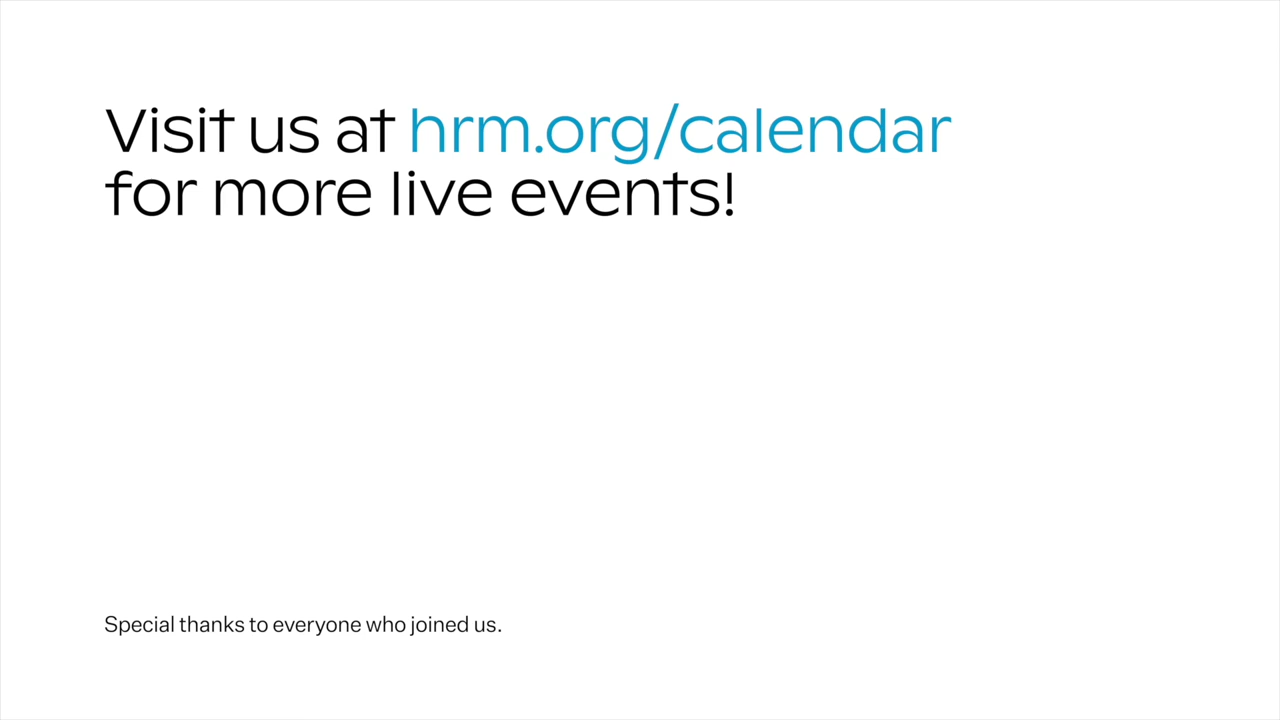 Visit us at hrm.org/calendar
for more live events!
Special thanks to everyone who joined us.